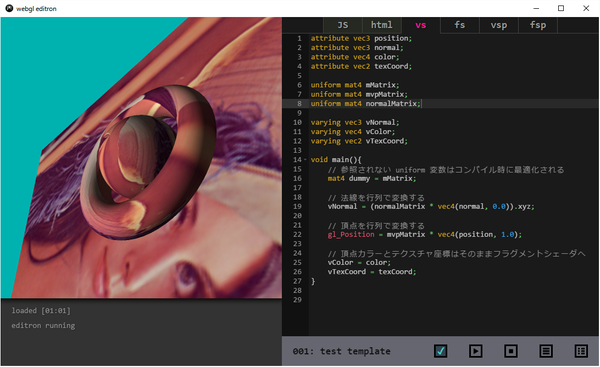 webgl editron
JS html vs fs vsp fsp
1 attribute vec3 position;
2 attribute vec3 normal;
3 attribute vec4 color;
4 attribute vec2 texCoord;
5
6 uniform mat4 mMatrix;
7 uniform mat4 mvpMatrix;
8 uniform mat4 normalMatrix;
9
10 varying vec3 vNormal;
11 varying vec4 vColor;
12 varying vec2 vTexCoord;
13
14 void main(){
15 // 参照されない uniform 変数はコンパイル時に最適化される
16 mat4 dummy = mMatrix;
17
18 // 法線を行列で変換する
19 vNormal = (normalMatrix * vec4(normal, 0.0)).xyz;
20
21 // 頂点を行列で変換する
22 gl_Position = mvpMatrix * vec4(position, 1.0);
23
24 // 頂点カラーとテクスチャ座標はそのままフラグメントシェーダへ
25 vColor = color;
26 vTexCoord = texCoord;
27 }
28
29
loaded [01:01]
editron running
001: test template